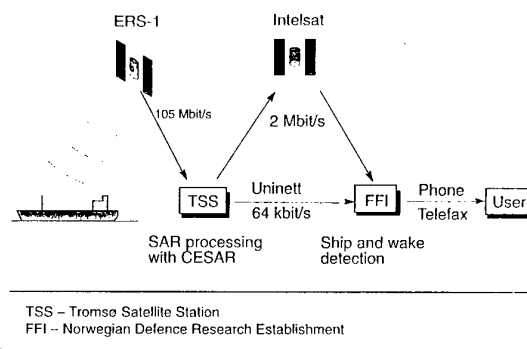 ERS-1
Intelsat
105 Mbit/s
2 Mbit/s
TSS
Uninett
64 kbit/s
FFI
Phone
Telefax
User
SAR processing
with CESAR
Ship and wake
detection
TSS – Tromsø Satellite Station
FFI – Norwegian Defence Research Establishment